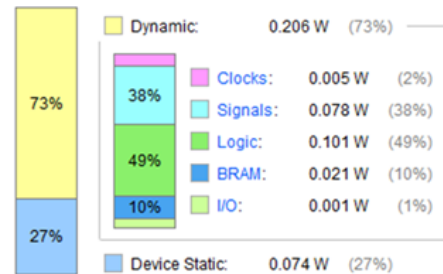 Dynamic: 0.206 W (73%)
73%
27%
38%
49%
10%
Clocks: 0.005 W (2%)
Signals: 0.078 W (38%)
Logic: 0.101 W (49%)
BRAM: 0.021 W (10%)
I/O: 0.001 W (1%)
Device Static: 0.074 W (27%)